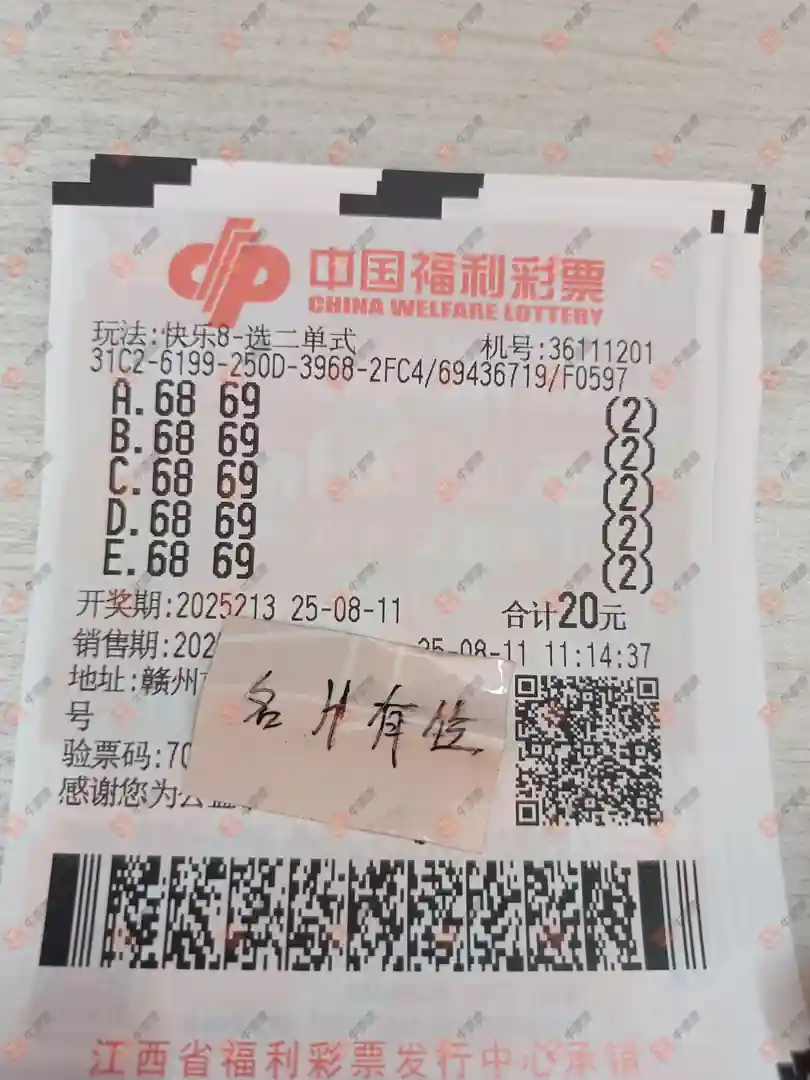 中国福利彩票
CHINA WELFARE LOTTERY
玩法:快乐8-选二单式 机号:36111201
31C2-6199-250D-3968-2FC4/69436719/F0597
A.68 69 (2)
B.68 69 (2)
C.68 69 (2)
D.68 69 (2)
E.68 69 (2)
开奖期:2025213 25-08-11 合计20元
销售期:202 25-08-11 11:14:37
地址:赣州
号
验票码:70
感谢您为公益
名片有
江西省福利彩票发行中心承销